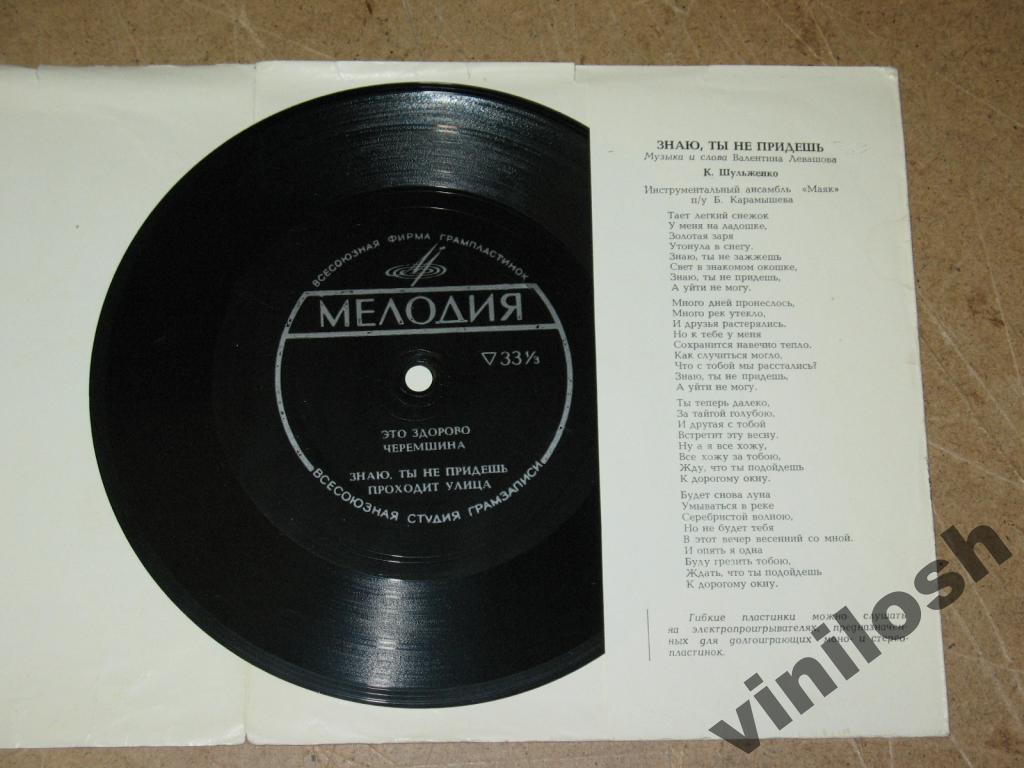 ВСЕСОЮЗНАЯ ФИРМА ГРАМПЛАСТИНОК
МЕЛОДИЯ
▽33⅓
ЭТО ЗДОРОВО
ЧЕРЕМШИНА
ЗНАЮ, ТЫ НЕ ПРИДЕШЬ
ПРОХОДИТ УЛИЦА
ВСЕСОЮЗНАЯ СТУДИЯ ГРАМЗАПИСИ
ЗНАЮ, ТЫ НЕ ПРИДЕШЬ
Музыка и слова Валентина Левашова
К. Шульженко
Инструментальный ансамбль «Маяк»
п/у Б. Карамышева
Тает легкий снежок
У меня на ладошке,
Золотая заря
Утонула в снегу.
Знаю, ты не зажжешь
Свет в знакомом окошке,
Знаю, ты не придешь,
А уйти не могу.
Много дней пронеслось,
Много рек утекло,
И друзья растерялись.
Но к тебе у меня
Сохранится навечно тепло.
Как случиться могло,
Что с тобой мы расстались?
Знаю, ты не придешь,
А уйти не могу.
Ты теперь далеко,
За тайгой голубою,
И другая с тобой
Встретит эту весну.
Ну а я все хожу,
Все хожу за тобою,
Жду, что ты подойдешь
К дорогому окну.
Будет снова луна
Умываться в реке
Серебристой волною,
Но не будет тебя
В этот вечер весенний со мной.
И опять я одна
Буду грезить тобою,
Ждать, что ты подойдешь
К дорогому окну.
Гибкие пластинки можно слушать
на электропроигрывателях, предназначен-
ных для долгоиграющих моно- и стерео-
пластинок.
vinilosh